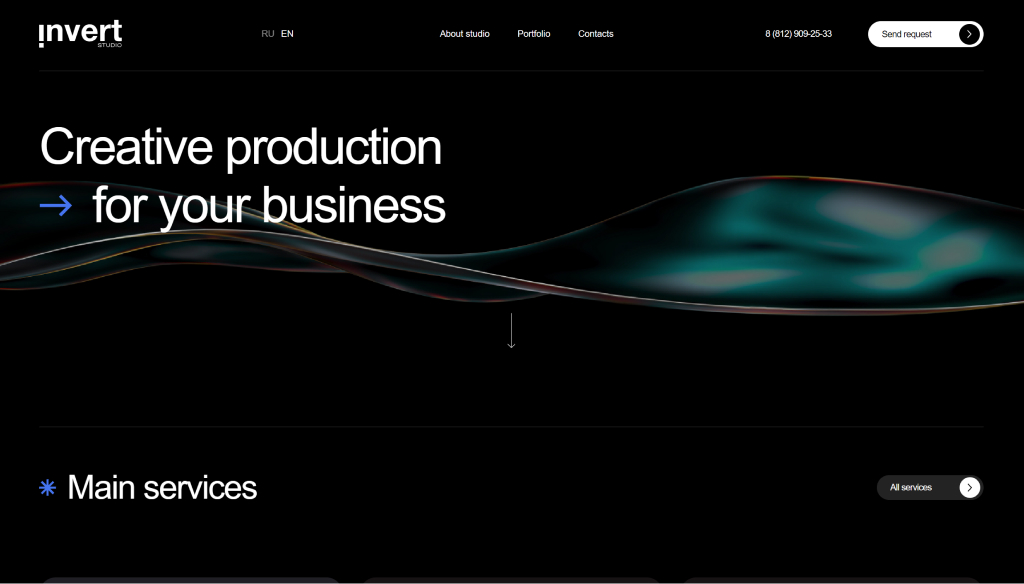 invert
STUDIO
RU EN
About studio
Portfolio
Contacts
8 (812) 909-25-33
Send request
Creative production
for your business
Main services
All services